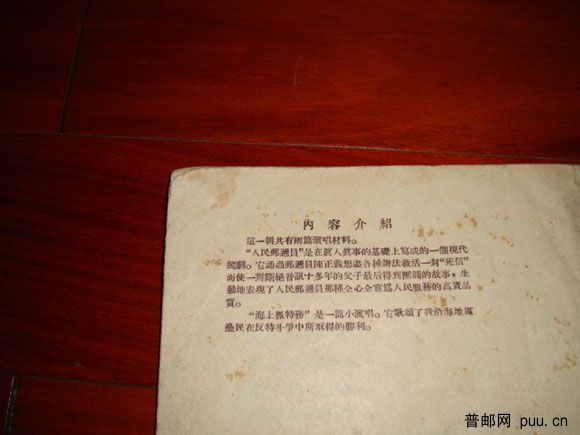 內容介紹
這一輯共有兩篇演唱材料。
“人民郵遞員”是在眞人眞事的基礎上寫成的一個現代
獨劇。它通過郵遞員陳正義想盡各種辦法救活一封“死信”
而使一對断絕音訊十多年的父子最后得到團圓的故事，生
動地表現了人民郵遞員那种全心全意爲人民服務的高貴品
質。
“海上抓特務”是一篇小演唱。它歌頌了我沿海地區
漁民在反特斗爭中所取得的勝利。
普邮网 puu.cn